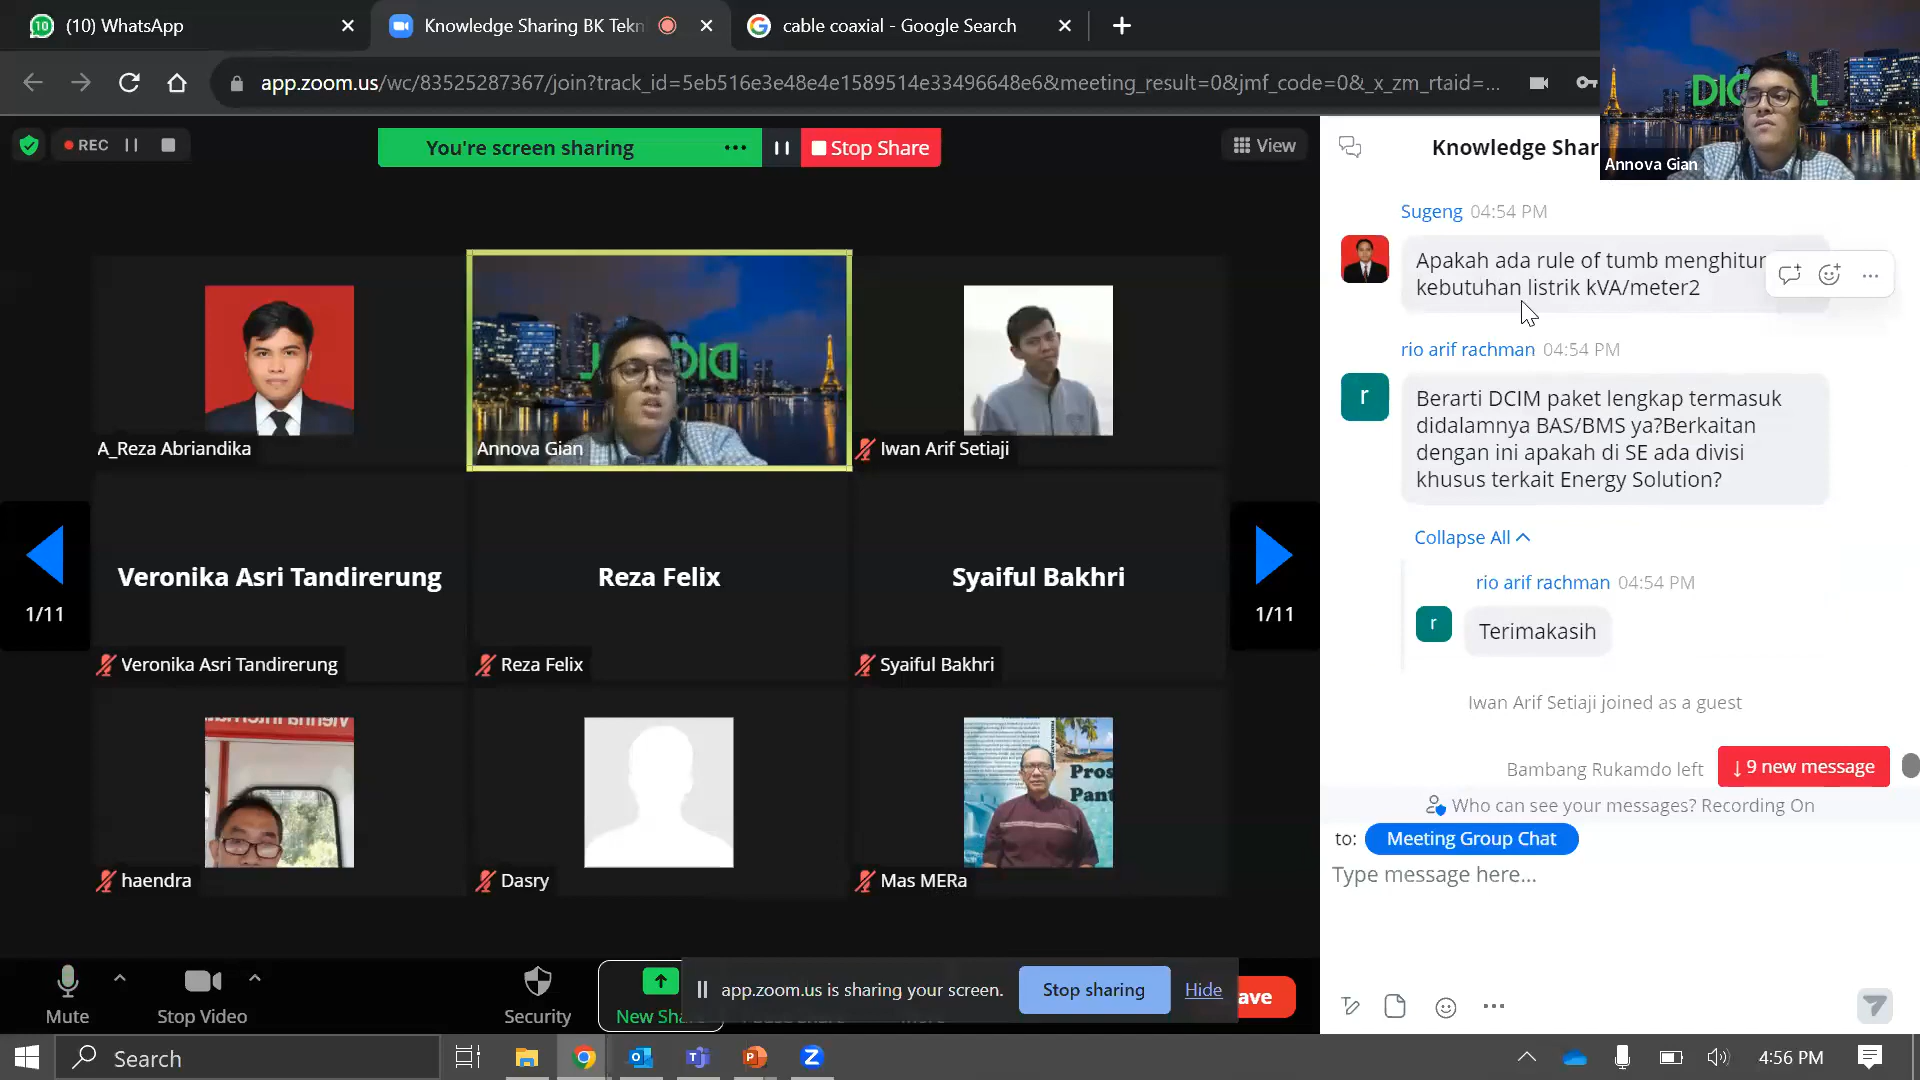 (10) WhatsApp
Knowledge Sharing BK Tekn
cable coaxial - Google Search
app.zoom.us/wc/83525287367/join?track_id=5eb516e3e48e4e1589514e33496648e6&meeting_result=0&jmf_code=0&_x_zm_rtaid=...
Annova Gian
REC
You're screen sharing
Stop Share
View
A_Reza Abriandika
Annova Gian
Iwan Arif Setiaji
Veronika Asri Tandirerung
Reza Felix
Syaiful Bakhri
1/11
1/11
Veronika Asri Tandirerung
Reza Felix
Syaiful Bakhri
Pros
Pant
haendra
Dasry
Mas MERa
Mute
Stop Video
Security
New Sha
app.zoom.us is sharing your screen.
Stop sharing
Hide
ave
Knowledge Shar
Sugeng 04:54 PM
Apakah ada rule of tumb menghitun
kebutuhan listrik kVA/meter2
rio arif rachman 04:54 PM
r
Berarti DCIM paket lengkap termasuk
didalamnya BAS/BMS ya?Berkaitan
dengan ini apakah di SE ada divisi
khusus terkait Energy Solution?
Collapse All
rio arif rachman 04:54 PM
r
Terimakasih
Iwan Arif Setiaji joined as a guest
Bambang Rukamdo left
↓ 9 new message
Who can see your messages? Recording On
to: Meeting Group Chat
Type message here...
Search
4:56 PM